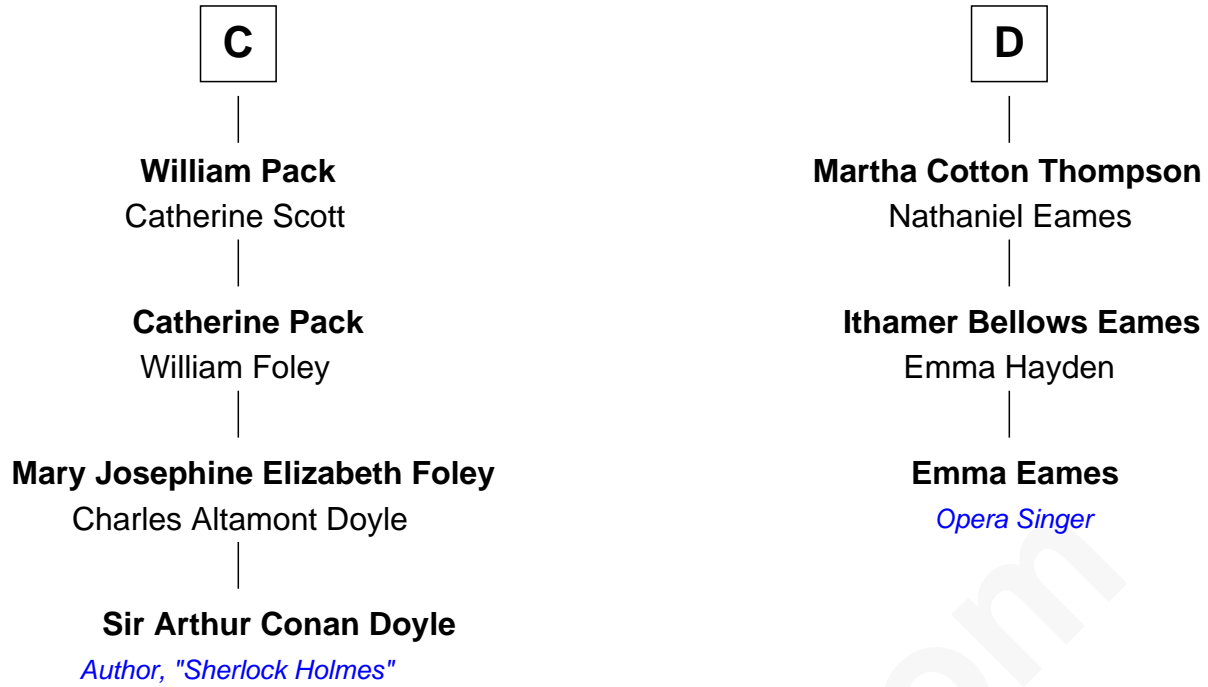 C
William Pack
Catherine Scott
Catherine Pack
William Foley
Mary Josephine Elizabeth Foley
Charles Altamont Doyle
Sir Arthur Conan Doyle
Author, "Sherlock Holmes"
D
Martha Cotton Thompson
Nathaniel Eames
Ithamer Bellows Eames
Emma Hayden
Emma Eames
Opera Singer
om